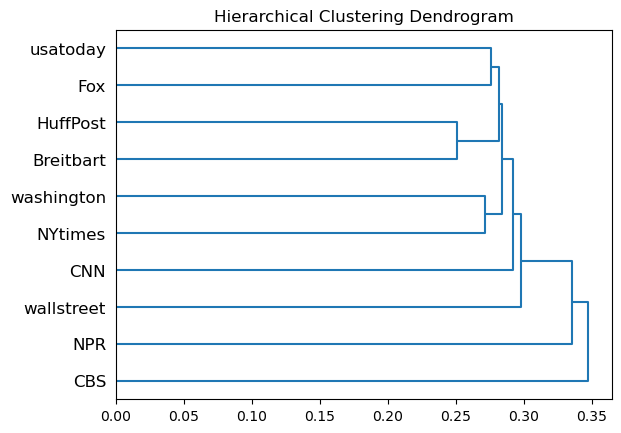 Hierarchical Clustering Dendrogram
usatoday
Fox
HuffPost
Breitbart
washington
NYtimes
CNN
wallstreet
NPR
CBS
0.00 0.05 0.10 0.15 0.20 0.25 0.30 0.35